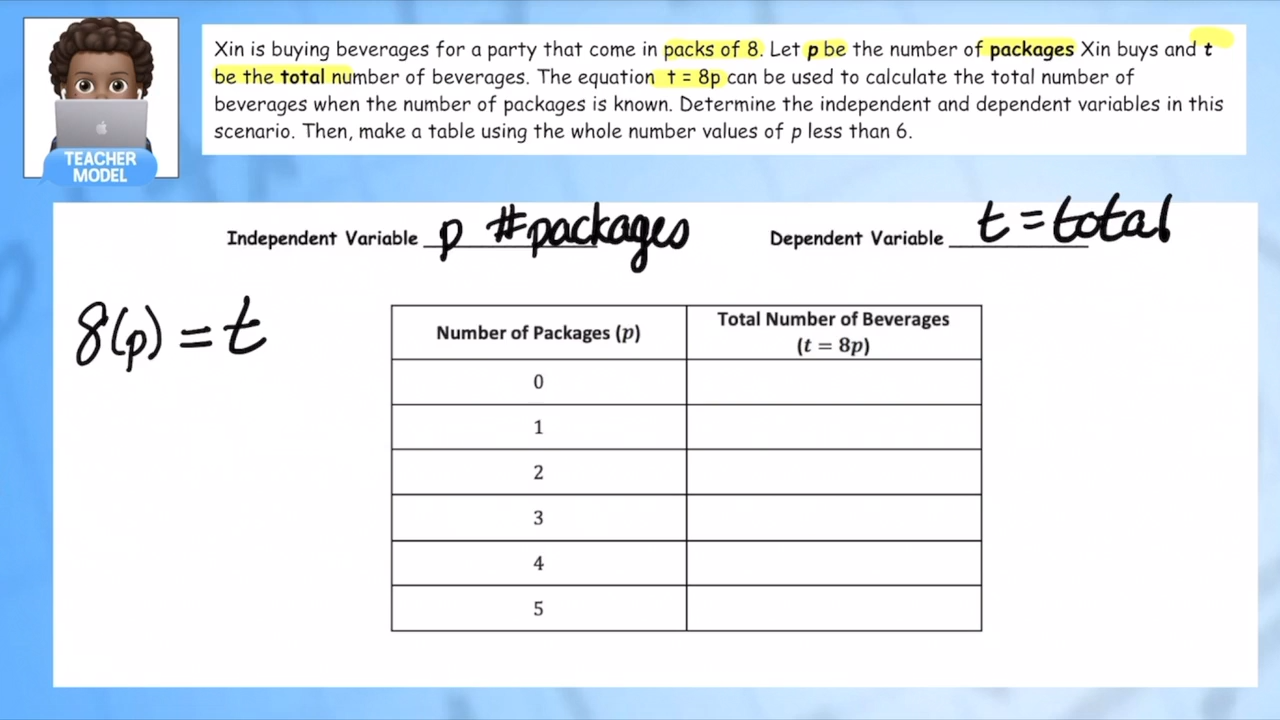 Xin is buying beverages for a party that come in packs of 8. Let p be the number of packages Xin buys and t
be the total number of beverages. The equation t = 8p can be used to calculate the total number of
beverages when the number of packages is known. Determine the independent and dependent variables in this
scenario. Then, make a table using the whole number values of p less than 6.
TEACHER
MODEL
Independent Variable p #packages
Dependent Variable t = total
8(p) = t
Number of Packages (p)
Total Number of Beverages
(t = 8p)
0
1
2
3
4
5